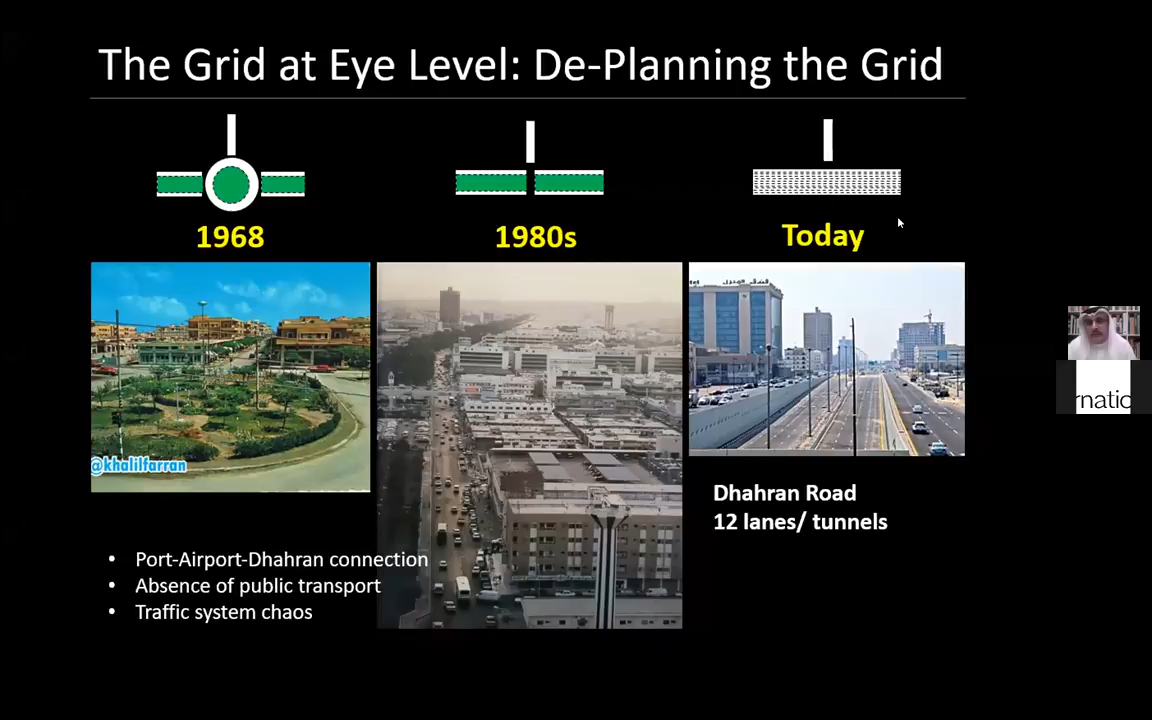 The Grid at Eye Level: De-Planning the Grid
1968
1980s
Today
@khalilfarran
Dhahran Road
12 lanes/ tunnels
• Port-Airport-Dhahran connection
• Absence of public transport
• Traffic system chaos
rnatic